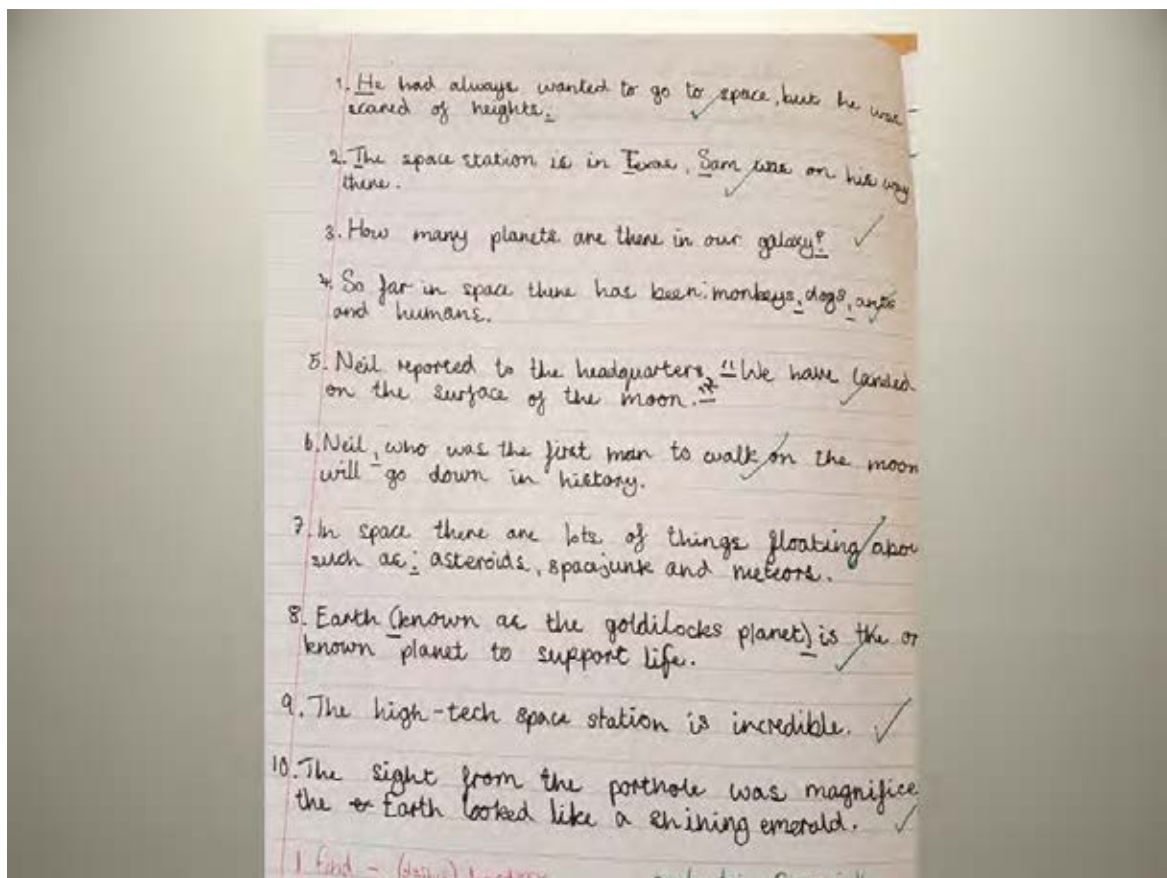 1. He had always wanted to go to space, but he was
scared of heights.
2. The space station is in Texas. Sam was on his way
there.
3. How many planets are there in our galaxy?
4. So far in space there has been: monkeys, dogs, ants
and humans.
5. Neil reported to the headquarters, "We have landed
on the surface of the moon."
6. Neil, who was the first man to walk on the moon
will go down in history.
7. In space there are lots of things floating abou
such as: asteroids, spacejunk and meteors.
8. Earth (known as the goldilocks planet) is the on
known planet to support life.
9. The high-tech space station is incredible.
10. The sight from the porthole was magnifice
the Earth looked like a shining emerald.
1 Find -